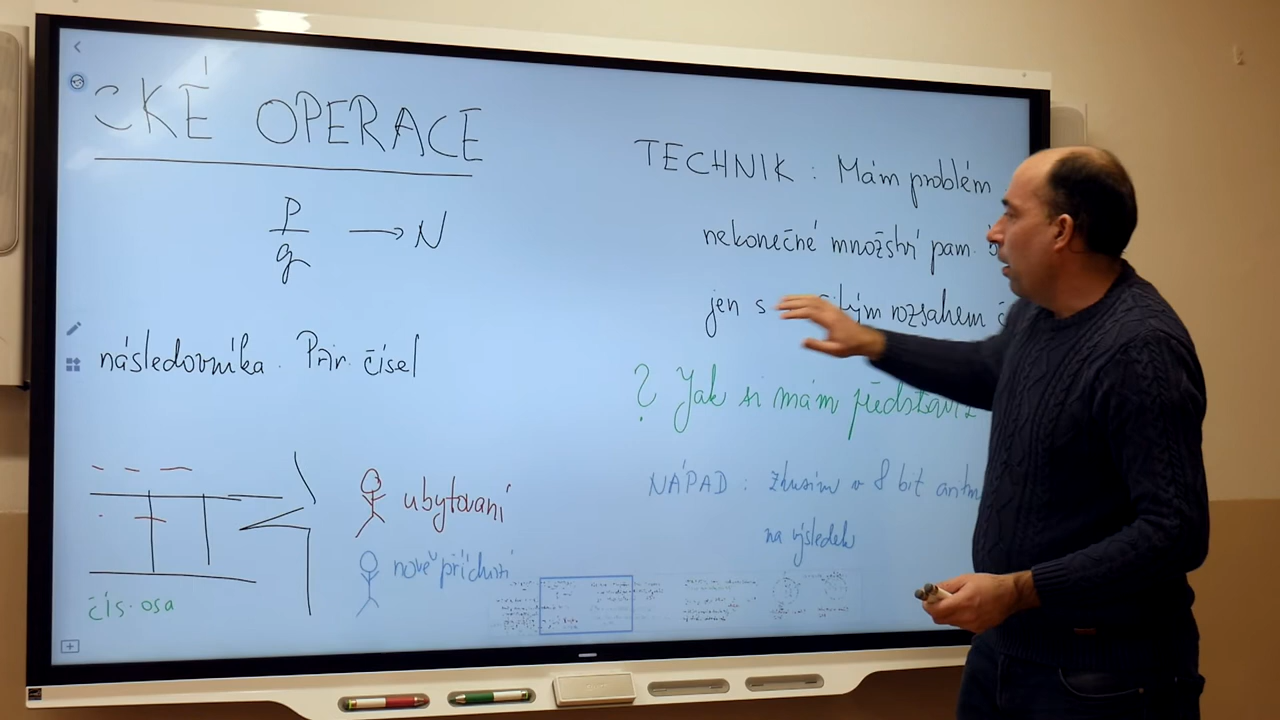 CKÉ OPERACE
p
q
→ N
následovníka. Přir. čísel
ubytovaní
nově příchozí
čís. osa
TECHNIK : Mám problém
nekonečné množství pam.
jen s rozsahem
? Jak si mám představit
NÁPAD : zkusím v 8 bit aritm
na výsledek